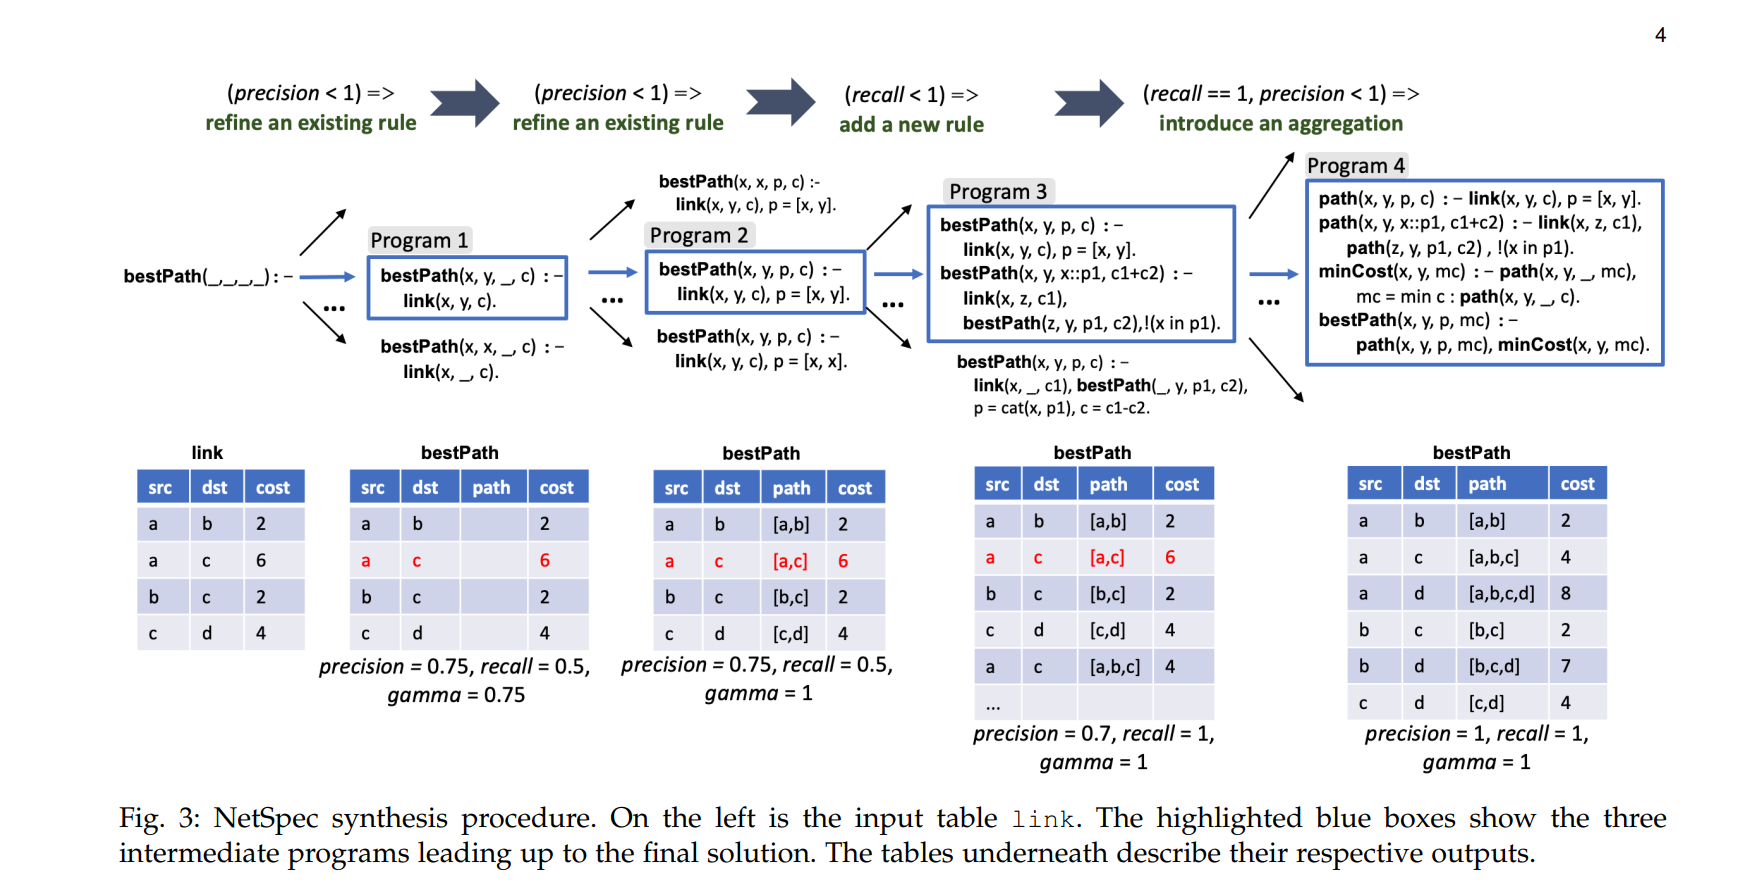 4
(precision < 1) =>
refine an existing rule
(precision < 1) =>
refine an existing rule
(recall < 1) =>
add a new rule
(recall == 1, precision < 1) =>
introduce an aggregation
bestPath(_,_,_,_) : –
...
Program 1
bestPath(x, y, _, c) : –
link(x, y, c).
bestPath(x, x, _, c) : –
link(x, _, c).
...
bestPath(x, x, p, c) :-
link(x, y, c), p = [x, y].
Program 2
bestPath(x, y, p, c) : –
link(x, y, c), p = [x, y].
bestPath(x, y, p, c) : –
link(x, y, c), p = [x, x].
...
Program 3
bestPath(x, y, p, c) : –
link(x, y, c), p = [x, y].
bestPath(x, y, x::p1, c1+c2) : –
link(x, z, c1),
bestPath(z, y, p1, c2),!(x in p1).
bestPath(x, y, p, c) : –
link(x, _, c1), bestPath(_, y, p1, c2),
p = cat(x, p1), c = c1-c2.
...
Program 4
path(x, y, p, c) : – link(x, y, c), p = [x, y].
path(x, y, x::p1, c1+c2) : – link(x, z, c1),
path(z, y, p1, c2) , !(x in p1).
minCost(x, y, mc) : – path(x, y, _, mc),
mc = min c : path(x, y, _, c).
bestPath(x, y, p, mc) : –
path(x, y, p, mc), minCost(x, y, mc).
link
src dst cost
a b 2
a c 6
b c 2
c d 4
bestPath
src dst path cost
a b 2
a c 6
b c 2
c d 4
precision = 0.75, recall = 0.5,
gamma = 0.75
bestPath
src dst path cost
a b [a,b] 2
a c [a,c] 6
b c [b,c] 2
c d [c,d] 4
precision = 0.75, recall = 0.5,
gamma = 1
bestPath
src dst path cost
a b [a,b] 2
a c [a,c] 6
b c [b,c] 2
c d [c,d] 4
a c [a,b,c] 4
...
precision = 0.7, recall = 1,
gamma = 1
bestPath
src dst path cost
a b [a,b] 2
a c [a,b,c] 4
a d [a,b,c,d] 8
b c [b,c] 2
b d [b,c,d] 7
c d [c,d] 4
precision = 1, recall = 1,
gamma = 1
Fig. 3: NetSpec synthesis procedure. On the left is the input table link. The highlighted blue boxes show the three
intermediate programs leading up to the final solution. The tables underneath describe their respective outputs.